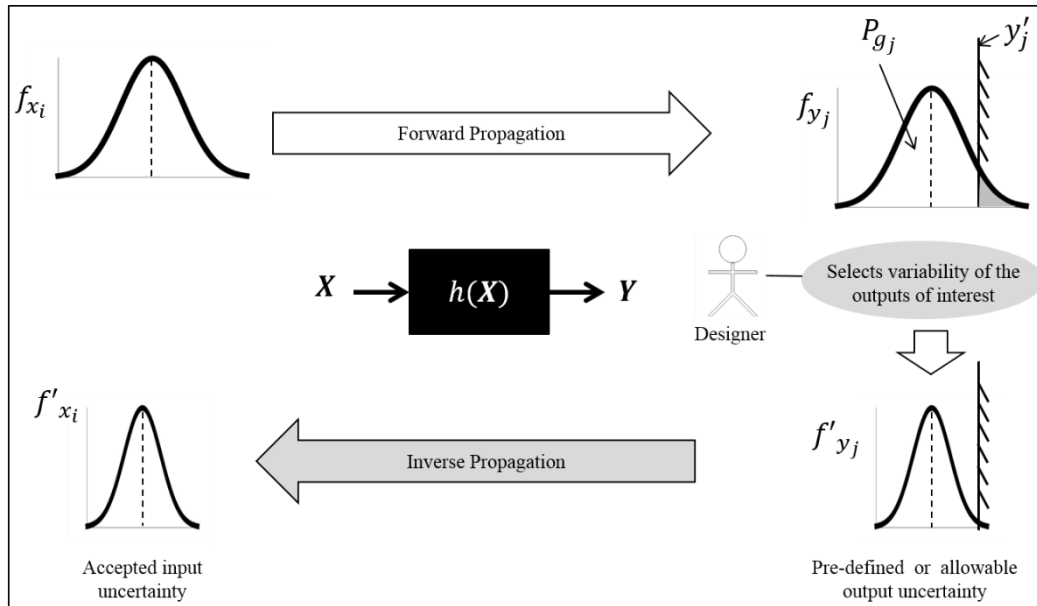 f_{x_i}
Forward Propagation
P_{g_j}
y'_j
f_{y_j}
X
h(X)
Y
Designer
Selects variability of the
outputs of interest
f'_{x_i}
Inverse Propagation
f'_{y_j}
Accepted input
uncertainty
Pre-defined or allowable
output uncertainty